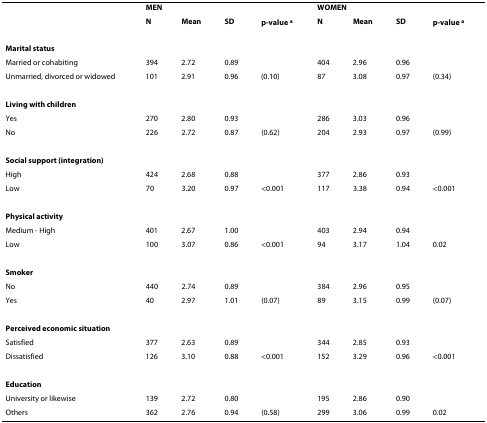 MEN WOMEN
N Mean SD p-value a N Mean SD p-value a
Marital status
Married or cohabiting 394 2.72 0.89 404 2.96 0.96
Unmarried, divorced or widowed 101 2.91 0.96 (0.10) 87 3.08 0.97 (0.34)
Living with children
Yes 270 2.80 0.93 286 3.03 0.96
No 226 2.72 0.87 (0.62) 204 2.93 0.97 (0.99)
Social support (integration)
High 424 2.68 0.88 377 2.86 0.93
Low 70 3.20 0.97 <0.001 117 3.38 0.94 <0.001
Physical activity
Medium - High 401 2.67 1.00 403 2.94 0.94
Low 100 3.07 0.86 <0.001 94 3.17 1.04 0.02
Smoker
No 440 2.74 0.89 384 2.96 0.95
Yes 40 2.97 1.01 (0.07) 89 3.15 0.99 (0.07)
Perceived economic situation
Satisfied 377 2.63 0.89 344 2.85 0.93
Dissatisfied 126 3.10 0.88 <0.001 152 3.29 0.96 <0.001
Education
University or likewise 139 2.72 0.80 195 2.86 0.90
Others 362 2.76 0.94 (0.58) 299 3.06 0.99 0.02